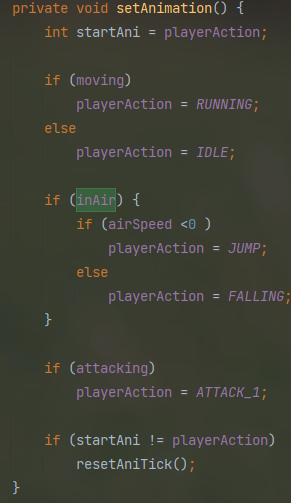 private void setAnimation() {
    int startAni = playerAction;

    if (moving)
        playerAction = RUNNING;
    else
        playerAction = IDLE;

    if (inAir) {
        if (airSpeed <0 )
            playerAction = JUMP;
        else
            playerAction = FALLING;
    }

    if (attacking)
        playerAction = ATTACK_1;

    if (startAni != playerAction)
        resetAniTick();
}